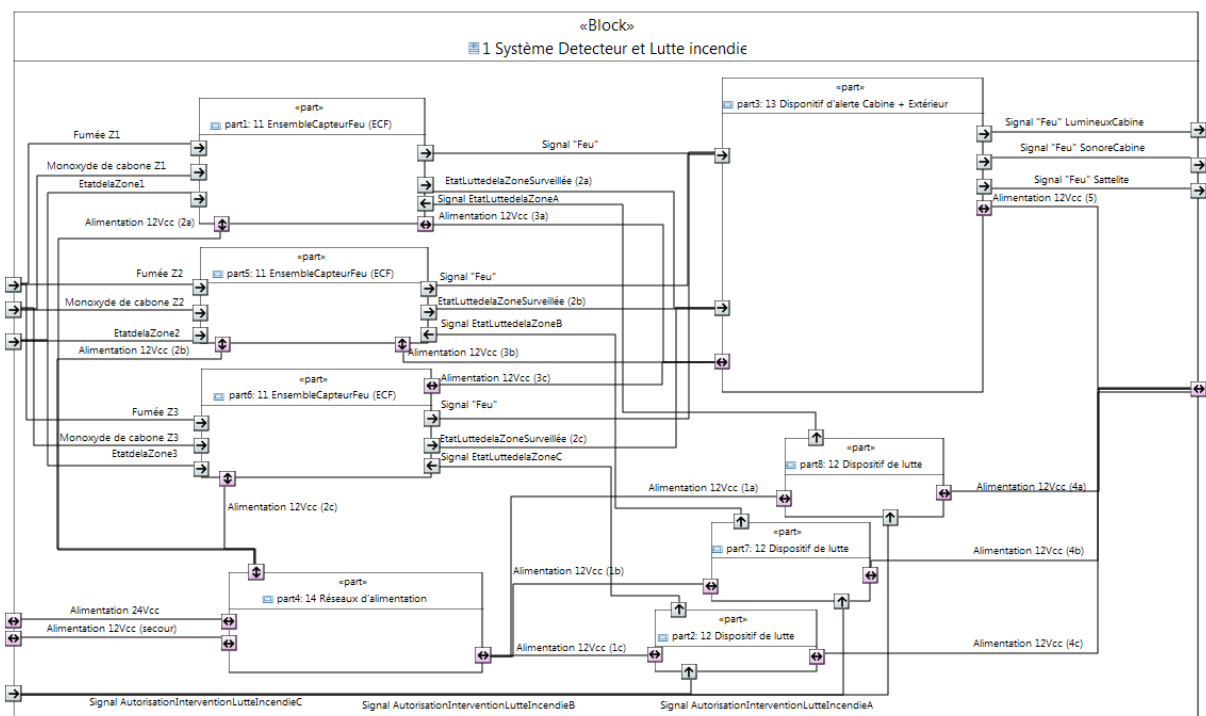 «Block»
1 Système Detecteur et Lutte incendie
«part»
part1: 11 EnsembleCapteurFeu (ECF)
«part»
part3: 13 Disponitif d'alerte Cabine + Extérieur
Fumée Z1
Monoxyde de cabone Z1
EtatdelaZone1
Alimentation 12Vcc (2a)
Signal "Feu"
EtatLuttedelaZoneSurveillée (2a)
Signal EtatLuttedelaZoneA
Alimentation 12Vcc (3a)
Signal "Feu" LumineuxCabine
Signal "Feu" SonoreCabine
Signal "Feu" Sattelite
Alimentation 12Vcc (5)
«part»
part5: 11 EnsembleCapteurFeu (ECF)
Fumée Z2
Monoxyde de cabone Z2
EtatdelaZone2
Alimentation 12Vcc (2b)
Signal "Feu"
EtatLuttedelaZoneSurveillée (2b)
Signal EtatLuttedelaZoneB
Alimentation 12Vcc (3b)
«part»
part6: 11 EnsembleCapteurFeu (ECF)
Alimentation 12Vcc (3c)
Signal "Feu"
EtatLuttedelaZoneSurveillée (2c)
Signal EtatLuttedelaZoneC
Fumée Z3
Monoxyde de cabone Z3
EtatdelaZone3
Alimentation 12Vcc (2c)
«part»
part8: 12 Dispositif de lutte
Alimentation 12Vcc (1a)
Alimentation 12Vcc (4a)
«part»
part7: 12 Dispositif de lutte
Alimentation 12Vcc (1b)
Alimentation 12Vcc (4b)
«part»
part4: 14 Réseaux d'alimentation
Alimentation 24Vcc
Alimentation 12Vcc (secour)
«part»
part2: 12 Dispositif de lutte
Alimentation 12Vcc (1c)
Alimentation 12Vcc (4c)
Signal AutorisationInterventionLutteIncendieC
Signal AutorisationInterventionLutteIncendieB
Signal AutorisationInterventionLutteIncendieA